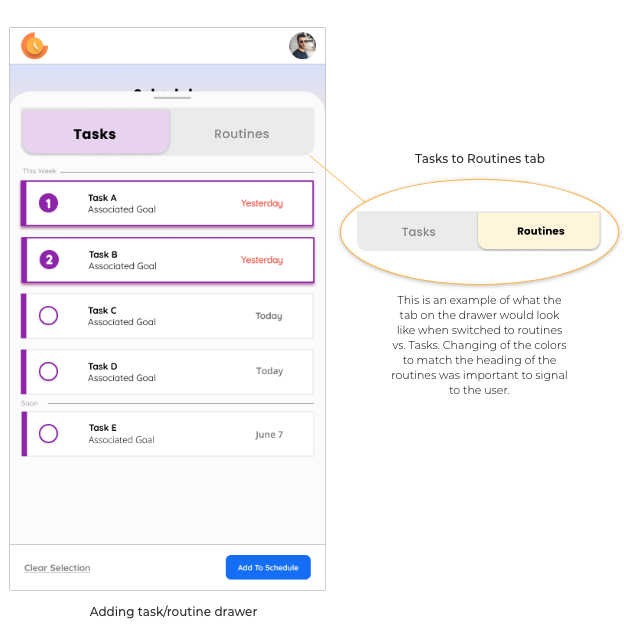 Tasks
Routines
This Week
1
Task A
Associated Goal
Yesterday
2
Task B
Associated Goal
Yesterday
Task C
Associated Goal
Today
Task D
Associated Goal
Today
Soon
Task E
Associated Goal
June 7
Clear Selection
Add To Schedule
Adding task/routine drawer
Tasks to Routines tab
Tasks
Routines
This is an example of what the
tab on the drawer would look
like when switched to routines
vs. Tasks. Changing of the colors
to match the heading of the
routines was important to signal
to the user.